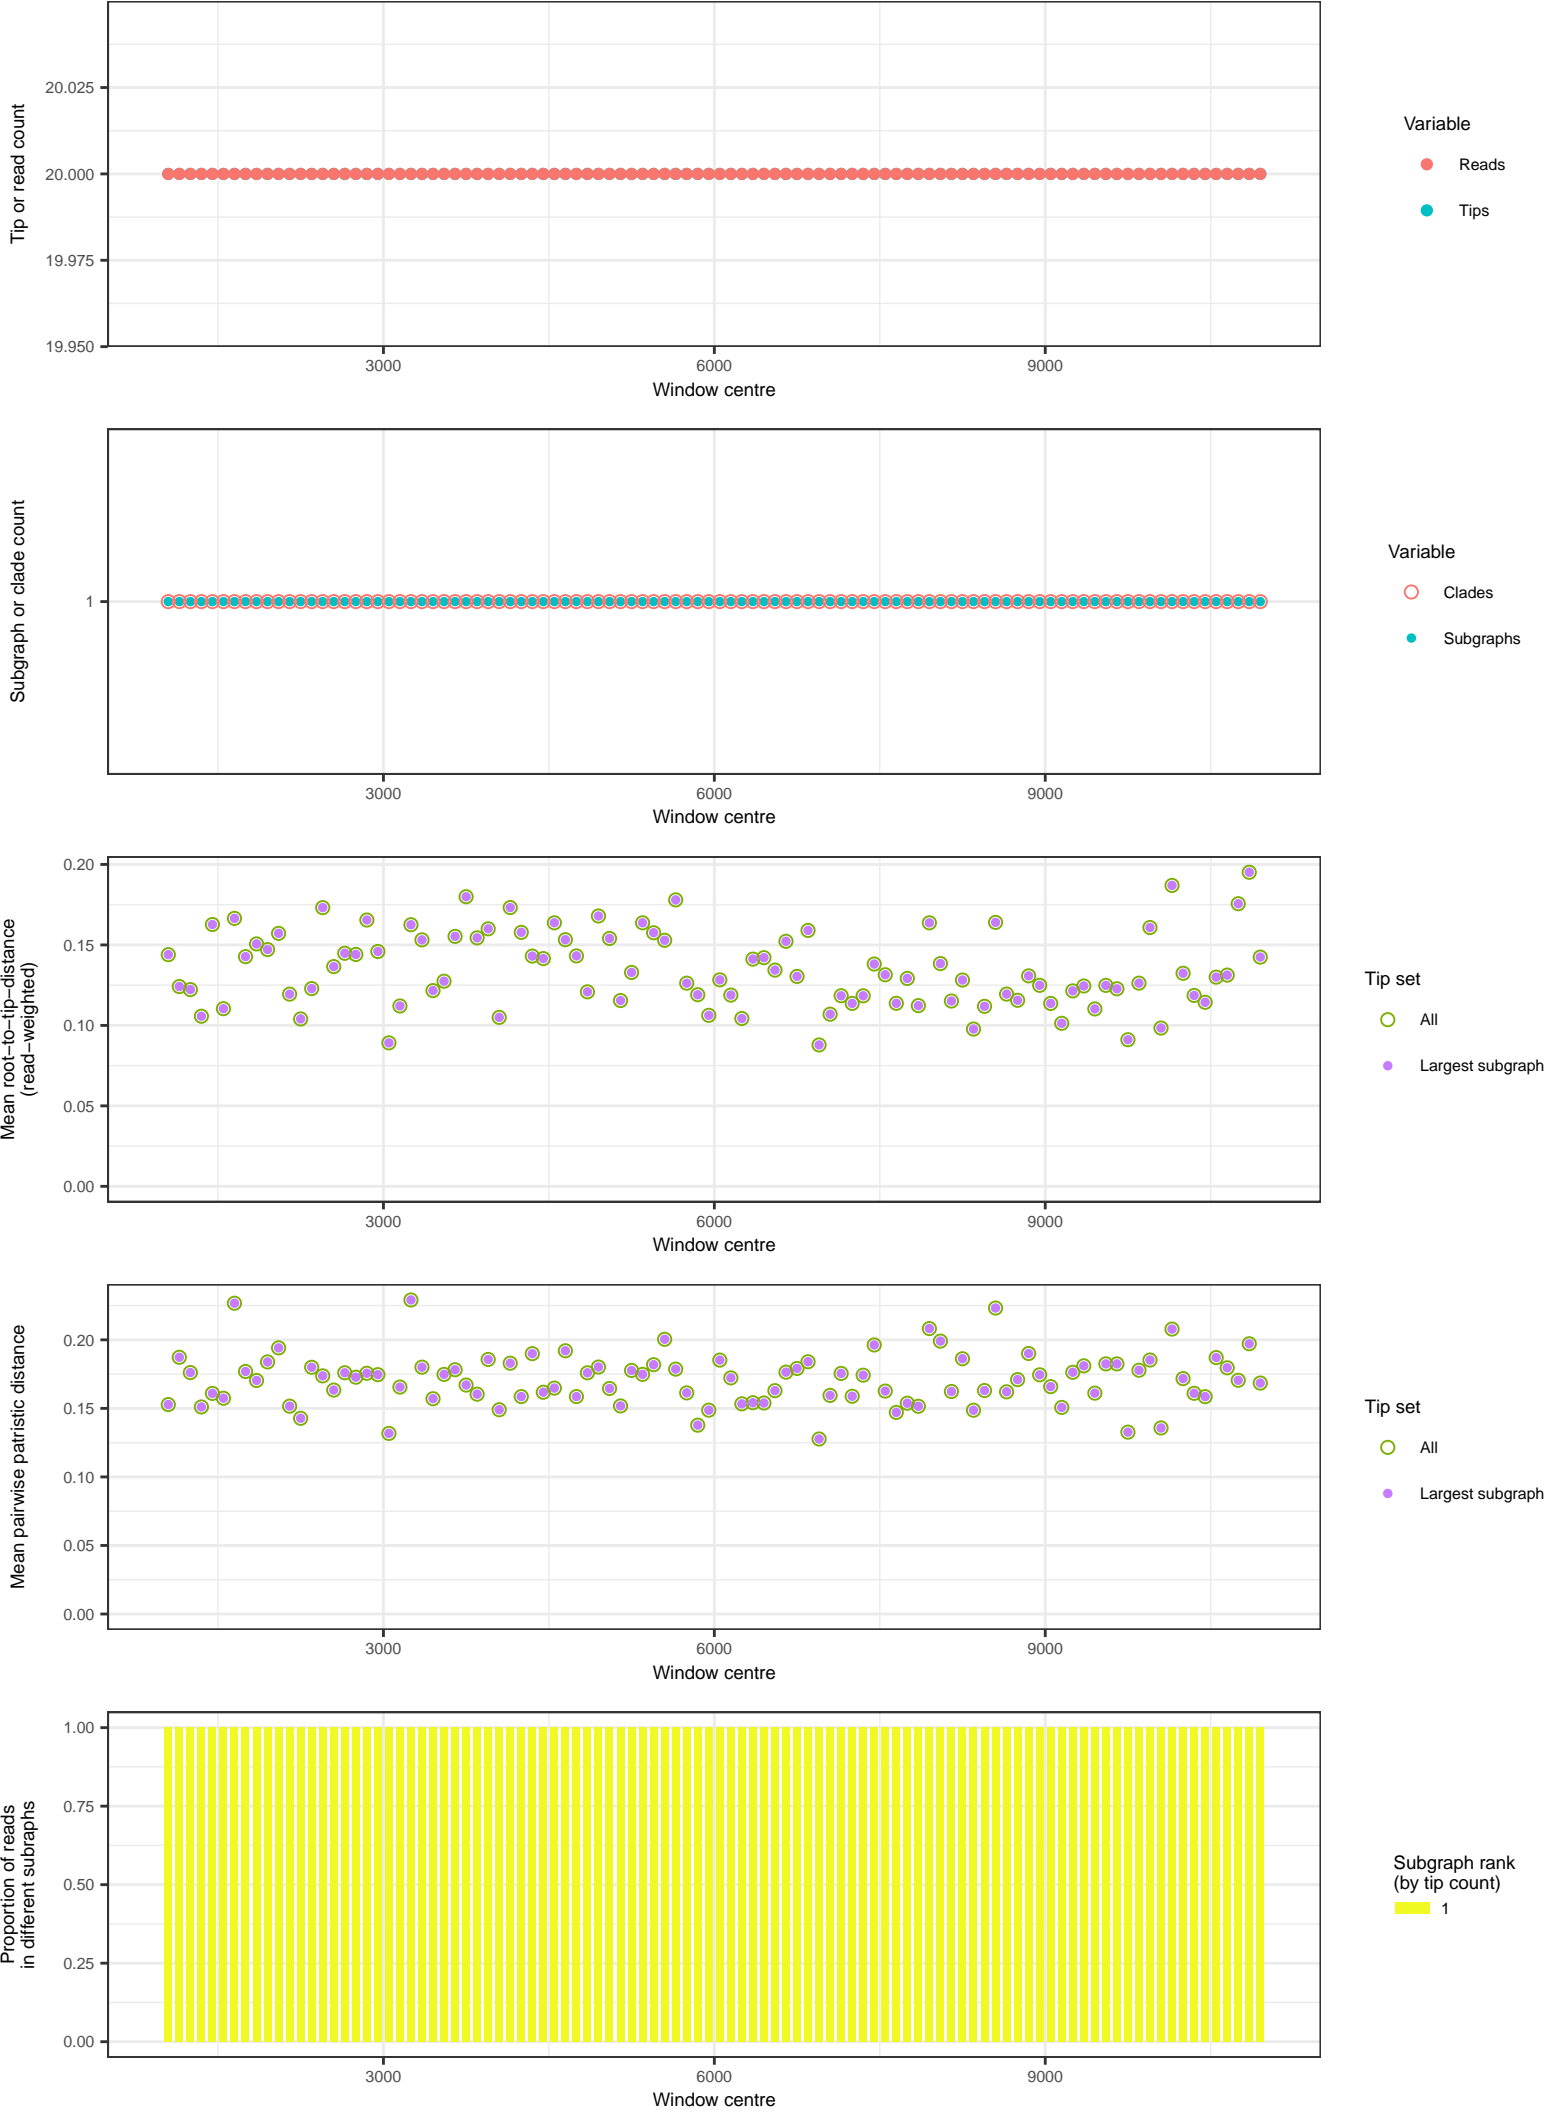 20.025
20.000
19.975
19.950
Tip or read count
3000
6000
9000
Window centre
Variable
Reads
Tips
1
Subgraph or clade count
3000
6000
9000
Window centre
Variable
Clades
Subgraphs
0.20
0.15
0.10
0.05
0.00
Mean root−to−tip−distance
(read−weighted)
3000
6000
9000
Window centre
Tip set
All
Largest subgraph
0.20
0.15
0.10
0.05
0.00
Mean pairwise patristic distance
3000
6000
9000
Window centre
Tip set
All
Largest subgraph
1.00
0.75
0.50
0.25
0.00
Proportion of reads
in different subraphs
3000
6000
9000
Window centre
Subgraph rank
(by tip count)
1